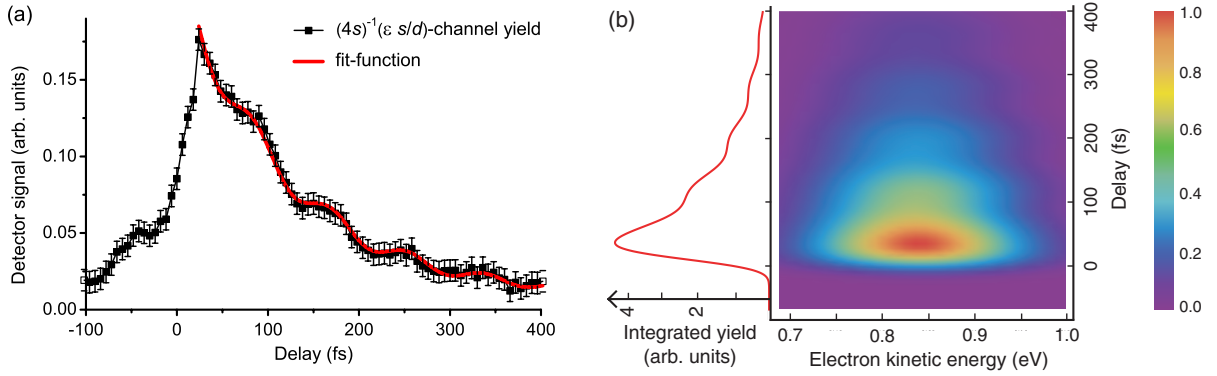 (a)
(4s)⁻¹(ε s/d)-channel yield
fit-function
Detector signal (arb. units)
0.15
0.10
0.05
0.00
-100
0
100
200
300
400
Delay (fs)
(b)
4
2
Integrated yield
(arb. units)
0.7
0.8
0.9
1.0
Electron kinetic energy (eV)
400
300
200
100
0
Delay (fs)
1.0
0.8
0.6
0.4
0.2
0.0